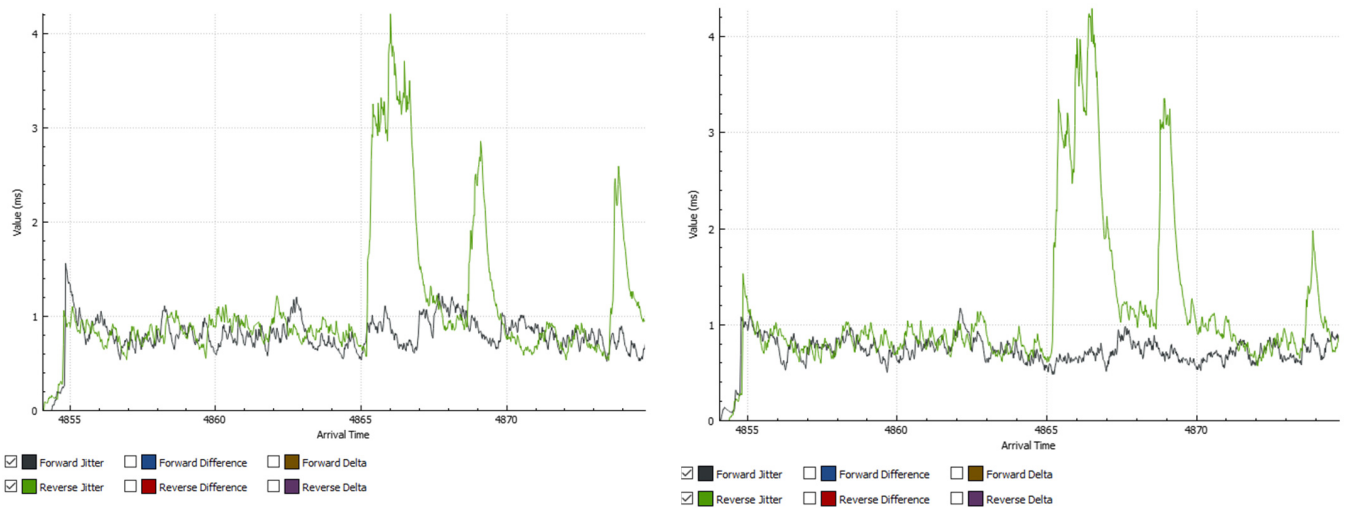 4
3
2
1
0
Value (ms)
4855 4860 4865 4870
Arrival Time
Forward Jitter Forward Difference Forward Delta
Reverse Jitter Reverse Difference Reverse Delta
4
3
2
1
0
Value (ms)
4855 4860 4865 4870
Arrival Time
Forward Jitter Forward Difference Forward Delta
Reverse Jitter Reverse Difference Reverse Delta